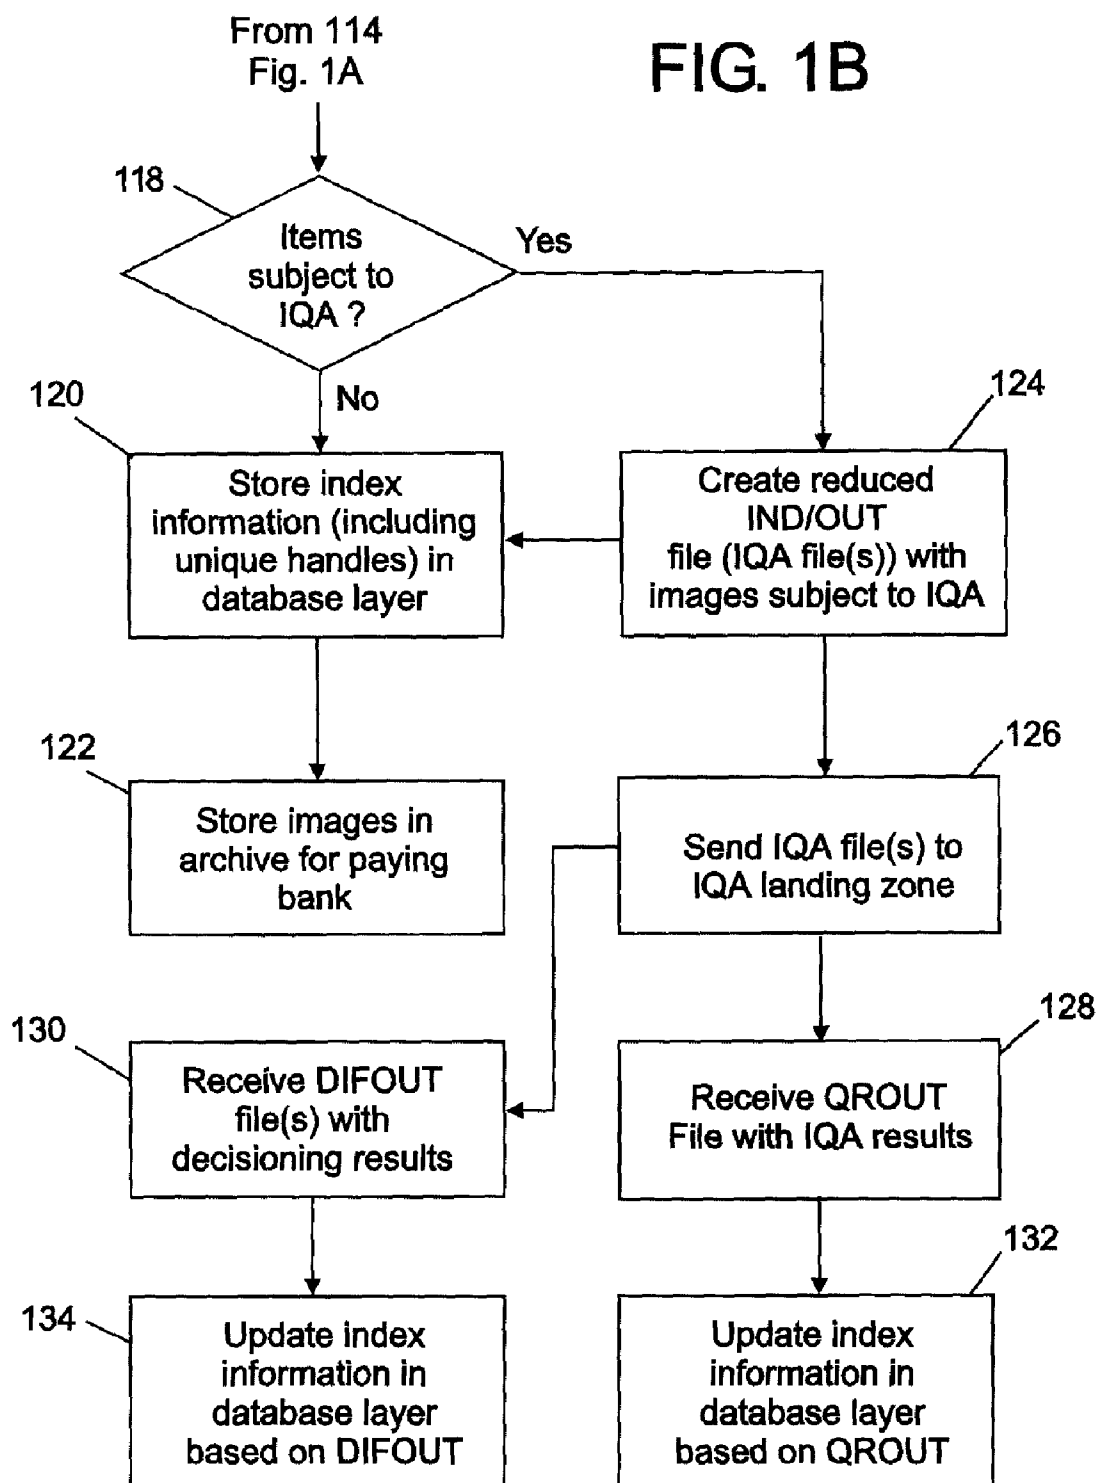 From 114
Fig. 1A
FIG. 1B
118
Items
subject to
IQA ?
Yes
No
120
Store index
information (including
unique handles) in
database layer
124
Create reduced
IND/OUT
file (IQA file(s)) with
images subject to IQA
122
Store images in
archive for paying
bank
126
Send IQA file(s) to
IQA landing zone
130
Receive DIFOUT
file(s) with
decisioning results
128
Receive QROUT
File with IQA results
134
Update index
information in
database layer
based on DIFOUT
132
Update index
information in
database layer
based on QROUT